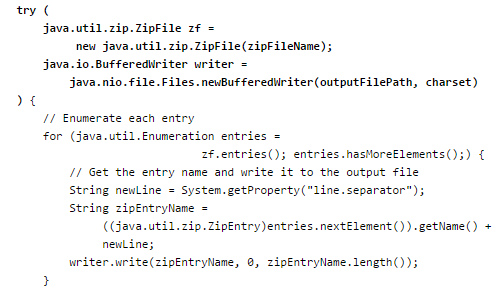 try (
    java.util.zip.ZipFile zf =
         new java.util.zip.ZipFile(zipFileName);
    java.io.BufferedWriter writer =
        java.nio.file.Files.newBufferedWriter(outputFilePath, charset)
) {
    // Enumerate each entry
    for (java.util.Enumeration entries =
                            zf.entries(); entries.hasMoreElements();) {
        // Get the entry name and write it to the output file
        String newLine = System.getProperty("line.separator");
        String zipEntryName =
             ((java.util.zip.ZipEntry)entries.nextElement()).getName() +
             newLine;
        writer.write(zipEntryName, 0, zipEntryName.length());
    }